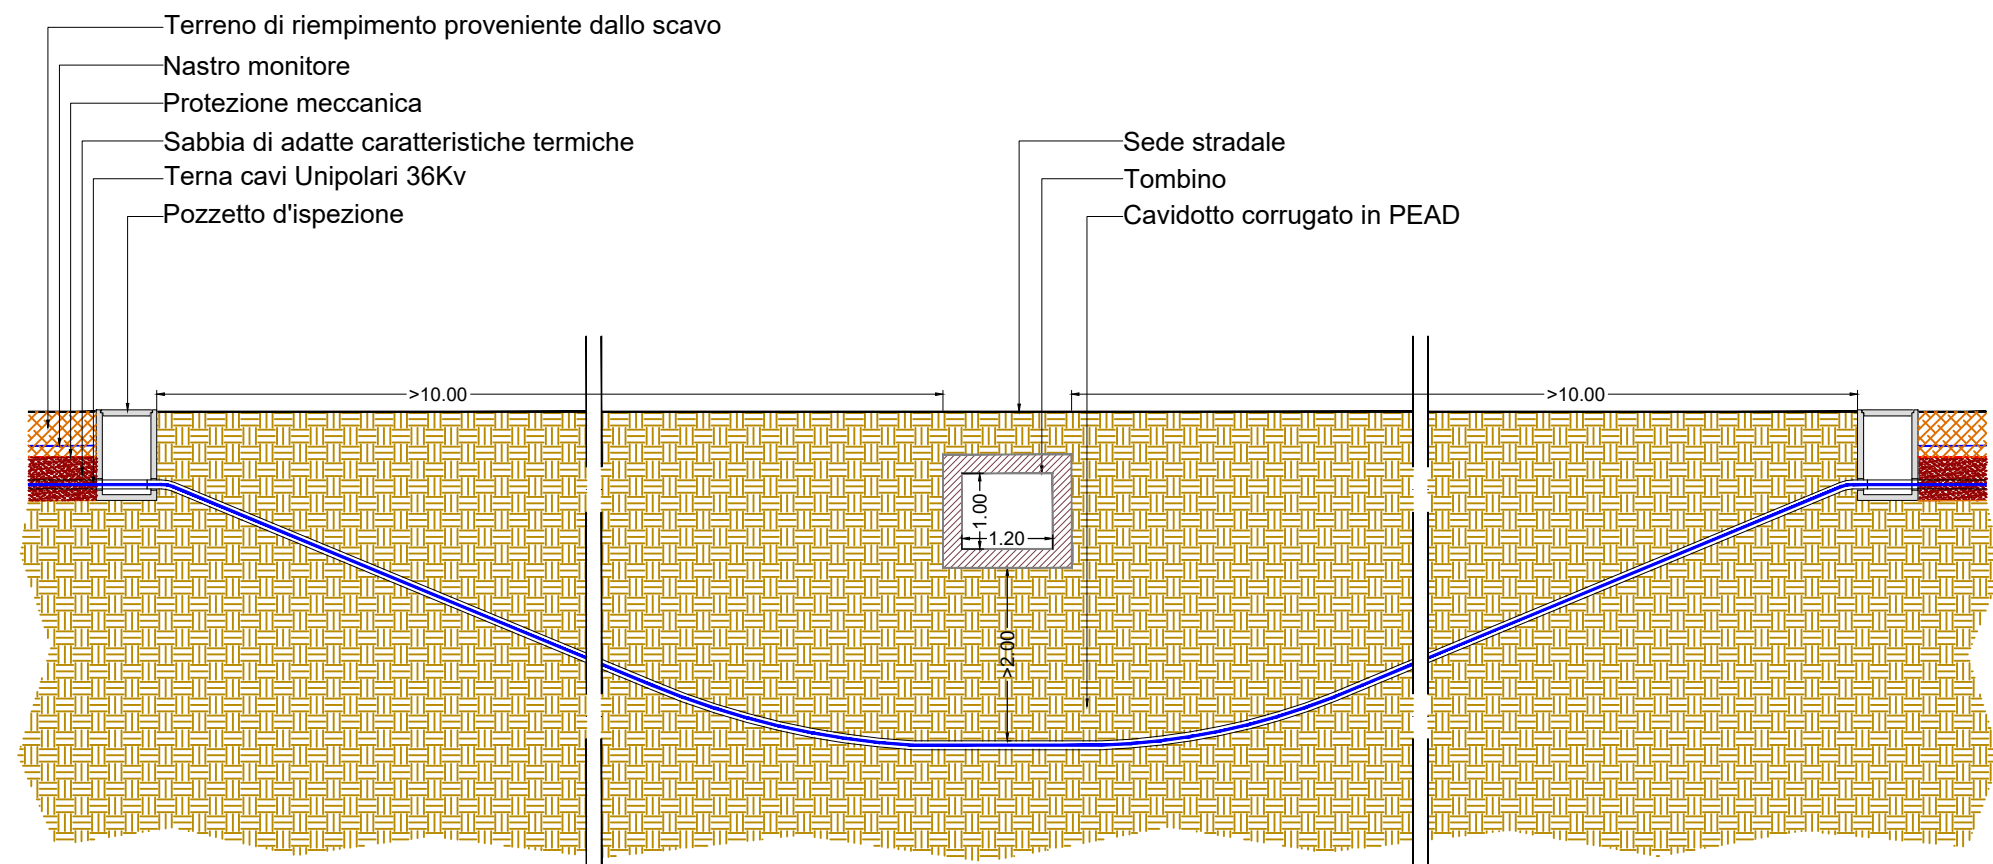 Terreno di riempimento proveniente dallo scavo
Nastro monitore
Protezione meccanica
Sabbia di adatte caratteristiche termiche
Terna cavi Unipolari 36Kv
Pozzetto d'ispezione
Sede stradale
Tombino
Cavidotto corrugato in PEAD
>10.00
>10.00
1.00
1.20
>2.00